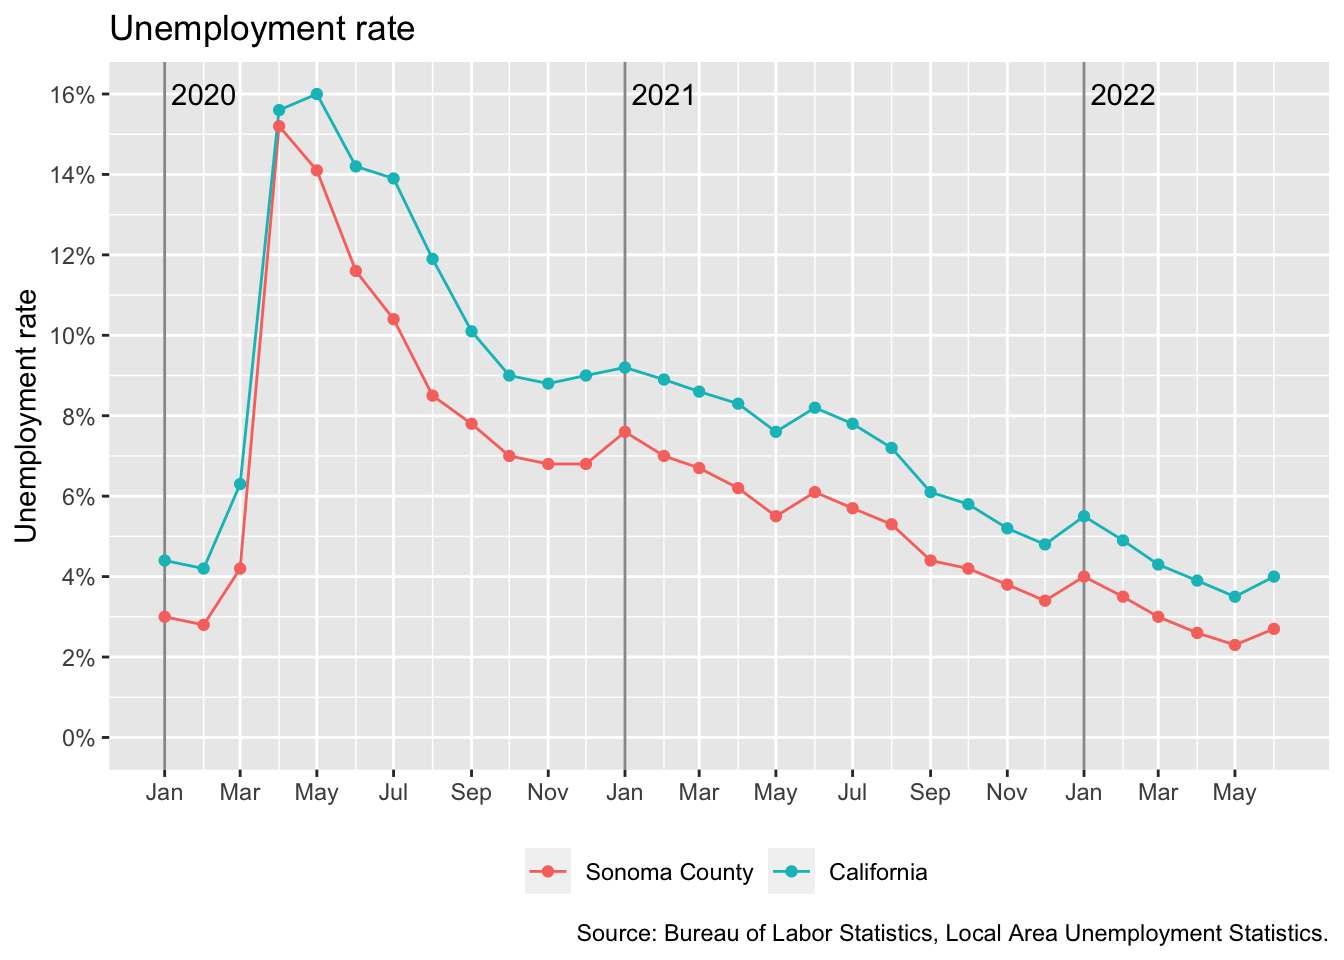 Unemployment rate
2020 2021 2022
16%
14%
12%
10%
8%
6%
4%
2%
0%
Unemployment rate
Jan Mar May Jul Sep Nov Jan Mar May Jul Sep Nov Jan Mar May
Sonoma County California
Source: Bureau of Labor Statistics, Local Area Unemployment Statistics.